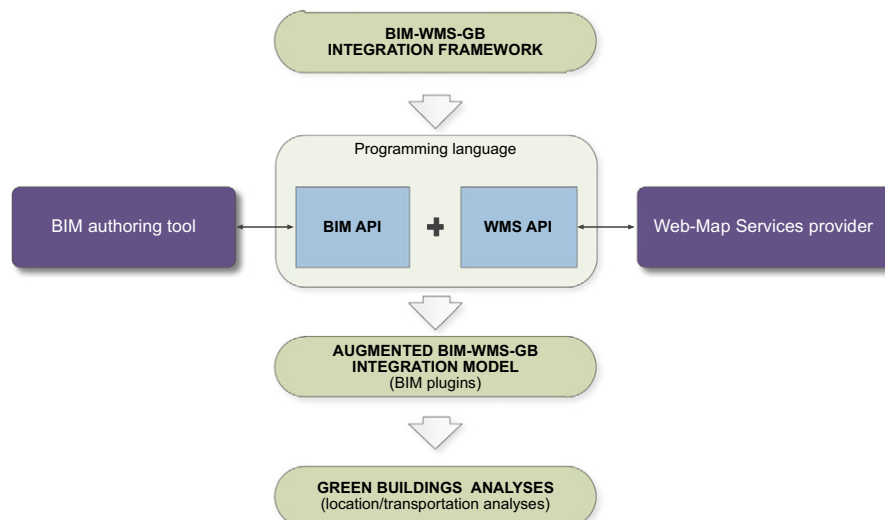 BIM-WMS-GB
INTEGRATION FRAMEWORK
Programming language
BIM authoring tool
BIM API
+
WMS API
Web-Map Services provider
AUGMENTED BIM-WMS-GB
INTEGRATION MODEL
(BIM plugins)
GREEN BUILDINGS ANALYSES
(location/transportation analyses)